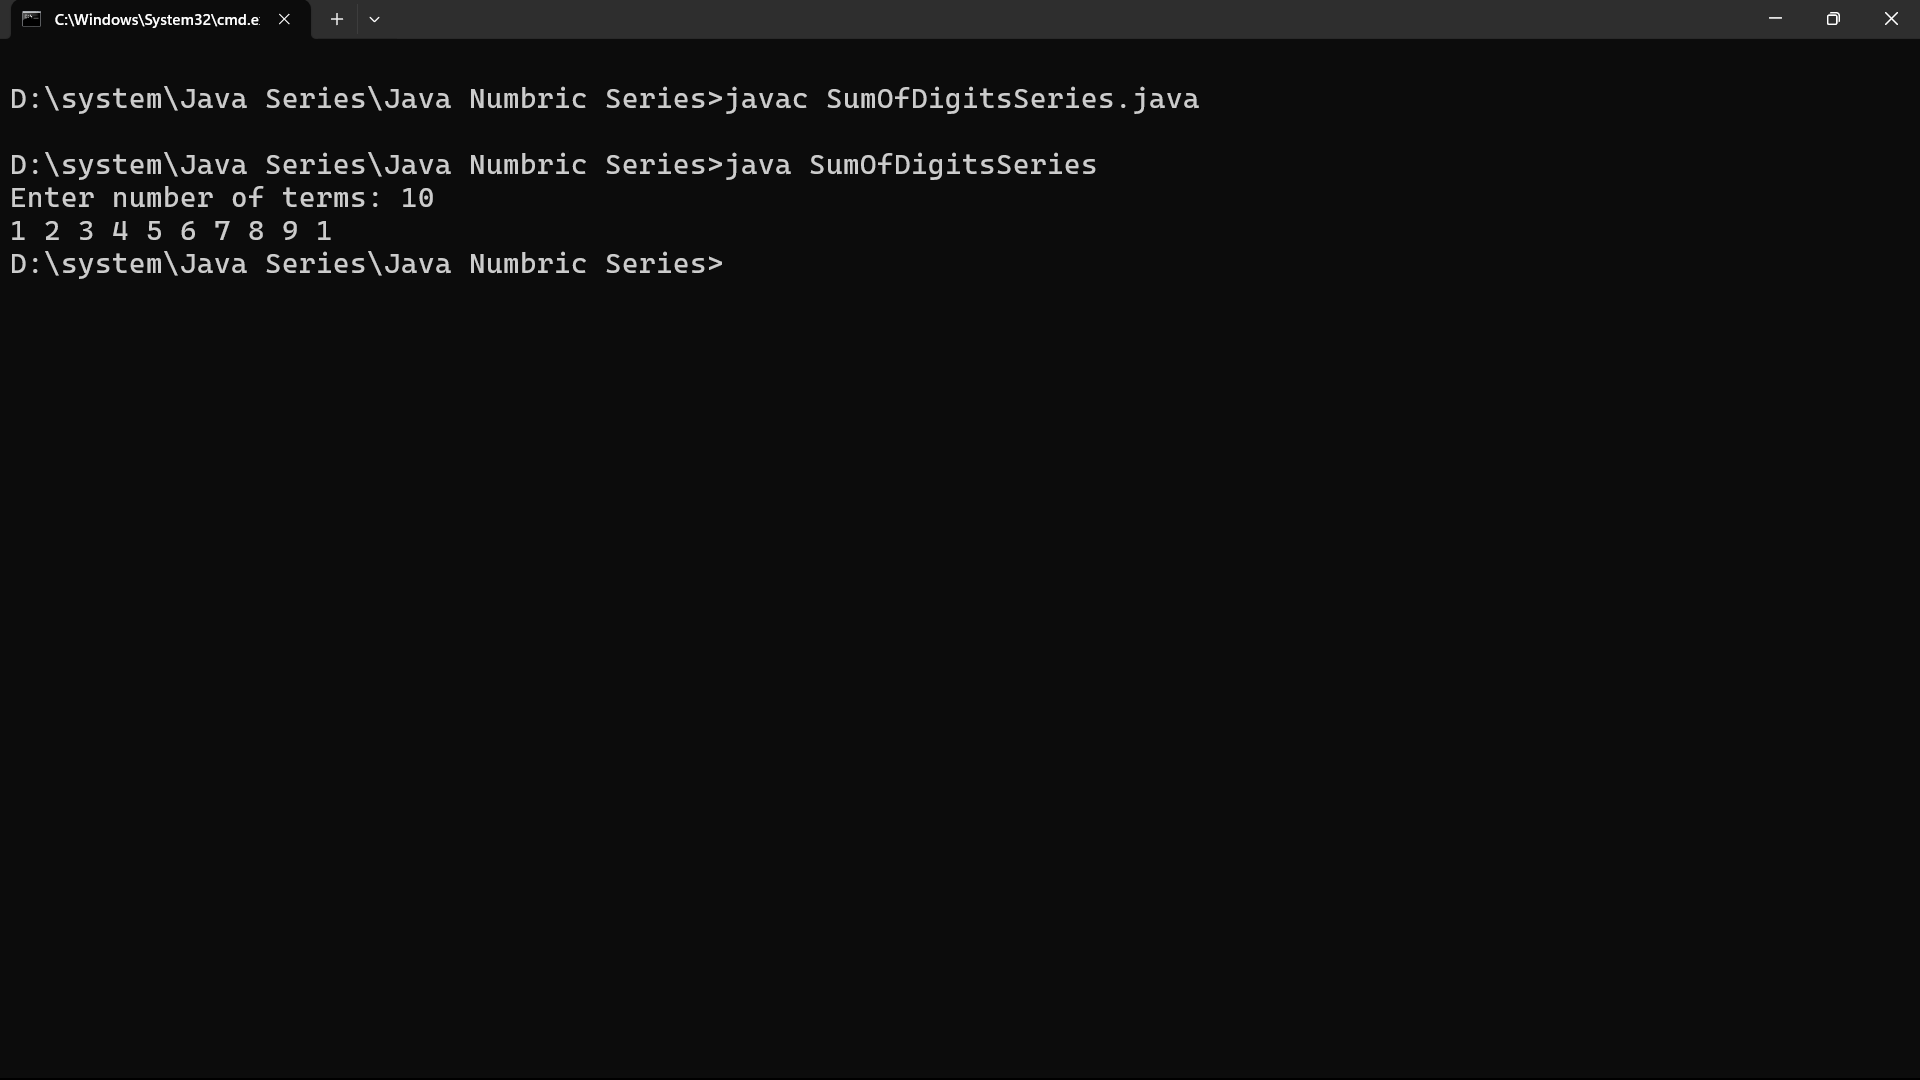 C:\Windows\System32\cmd.e
D:\system\Java Series\Java Numbric Series>javac SumOfDigitsSeries.java
D:\system\Java Series\Java Numbric Series>java SumOfDigitsSeries
Enter number of terms: 10
1 2 3 4 5 6 7 8 9 1
D:\system\Java Series\Java Numbric Series>